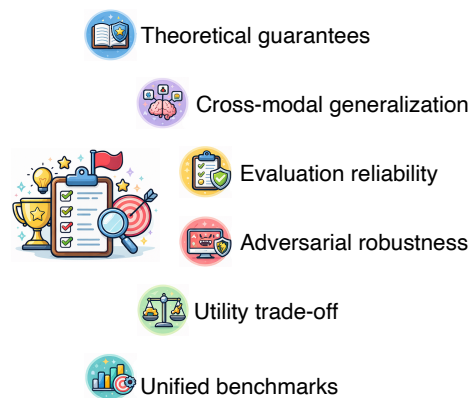 Theoretical guarantees
Cross-modal generalization
Evaluation reliability
Adversarial robustness
Utility trade-off
Unified benchmarks